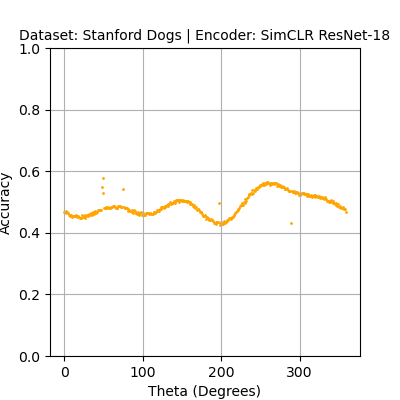 Dataset: Stanford Dogs | Encoder: SimCLR ResNet-18
1.0
0.8
0.6
0.4
0.2
0.0
Accuracy
0 100 200 300
Theta (Degrees)